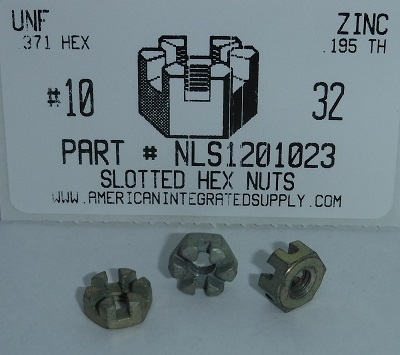 UNF ZINC
.371 HEX .195 TH
#10 32
PART # NLS1201023
SLOTTED HEX NUTS
WWW.AMERICANINTEGRATEDSUPPLY.COM